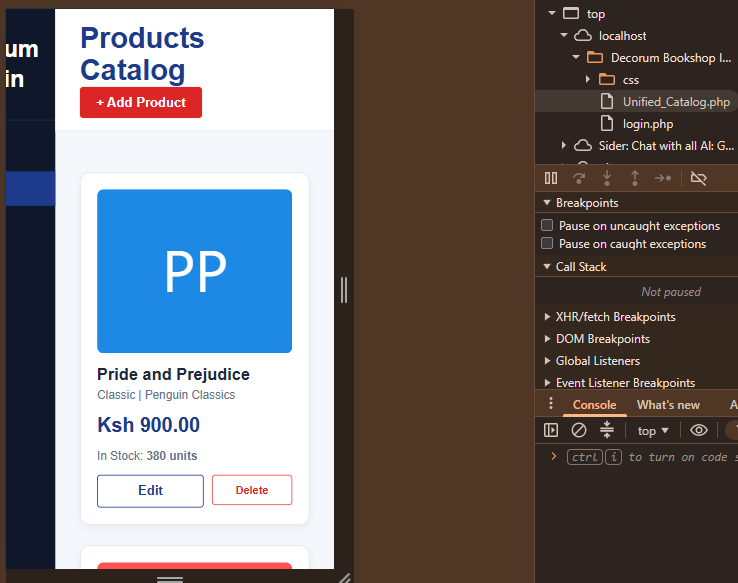 um
in
Products
Catalog
+ Add Product
PP
Pride and Prejudice
Classic | Penguin Classics
Ksh 900.00
In Stock: 380 units
Edit
Delete
top
localhost
Decorum Bookshop I...
css
Unified_Catalog.php
login.php
Sider: Chat with all AI: G...
Breakpoints
Pause on uncaught exceptions
Pause on caught exceptions
Call Stack
Not paused
XHR/fetch Breakpoints
DOM Breakpoints
Global Listeners
Event Listener Breakpoints
Console What's new A
top
ctrl i to turn on code s